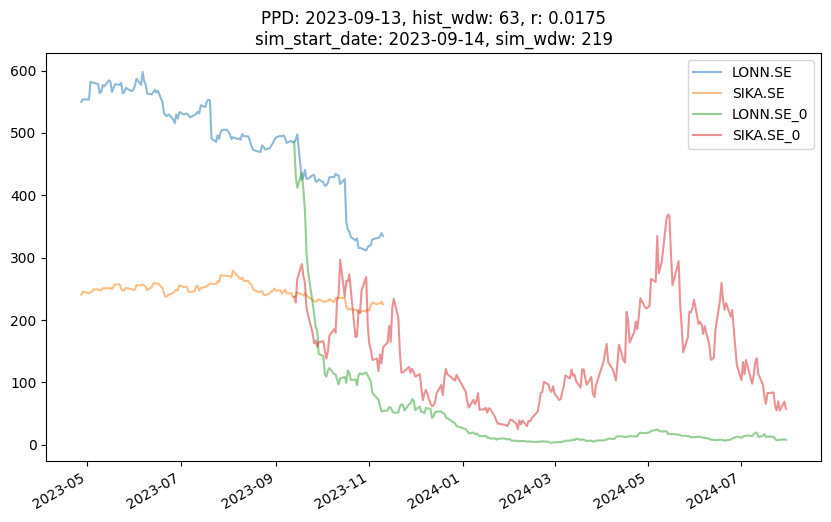 PPD: 2023-09-13, hist_wdw: 63, r: 0.0175
sim_start_date: 2023-09-14, sim_wdw: 219
LONN.SE
SIKA.SE
LONN.SE_0
SIKA.SE_0
600
500
400
300
200
100
0
2023-05
2023-07
2023-09
2023-11
2024-01
2024-03
2024-05
2024-07